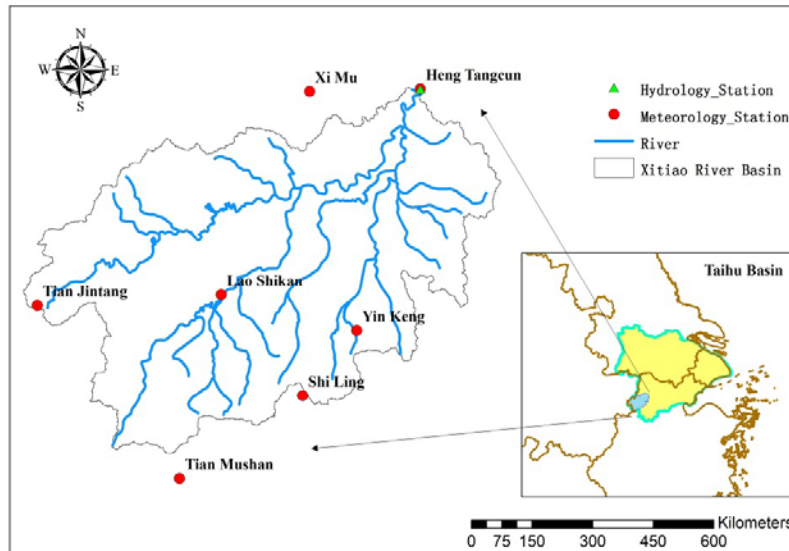 N
W E
S
Xi Mu
Heng Tangcun
Hydrology_Station
Meteorology_Station
River
Xitiao River Basin
Taihu Basin
Tian Jintang
Lao Shikan
Yin Keng
Shi Ling
Tian Mushan
Kilometers
0 75 150 300 450 600